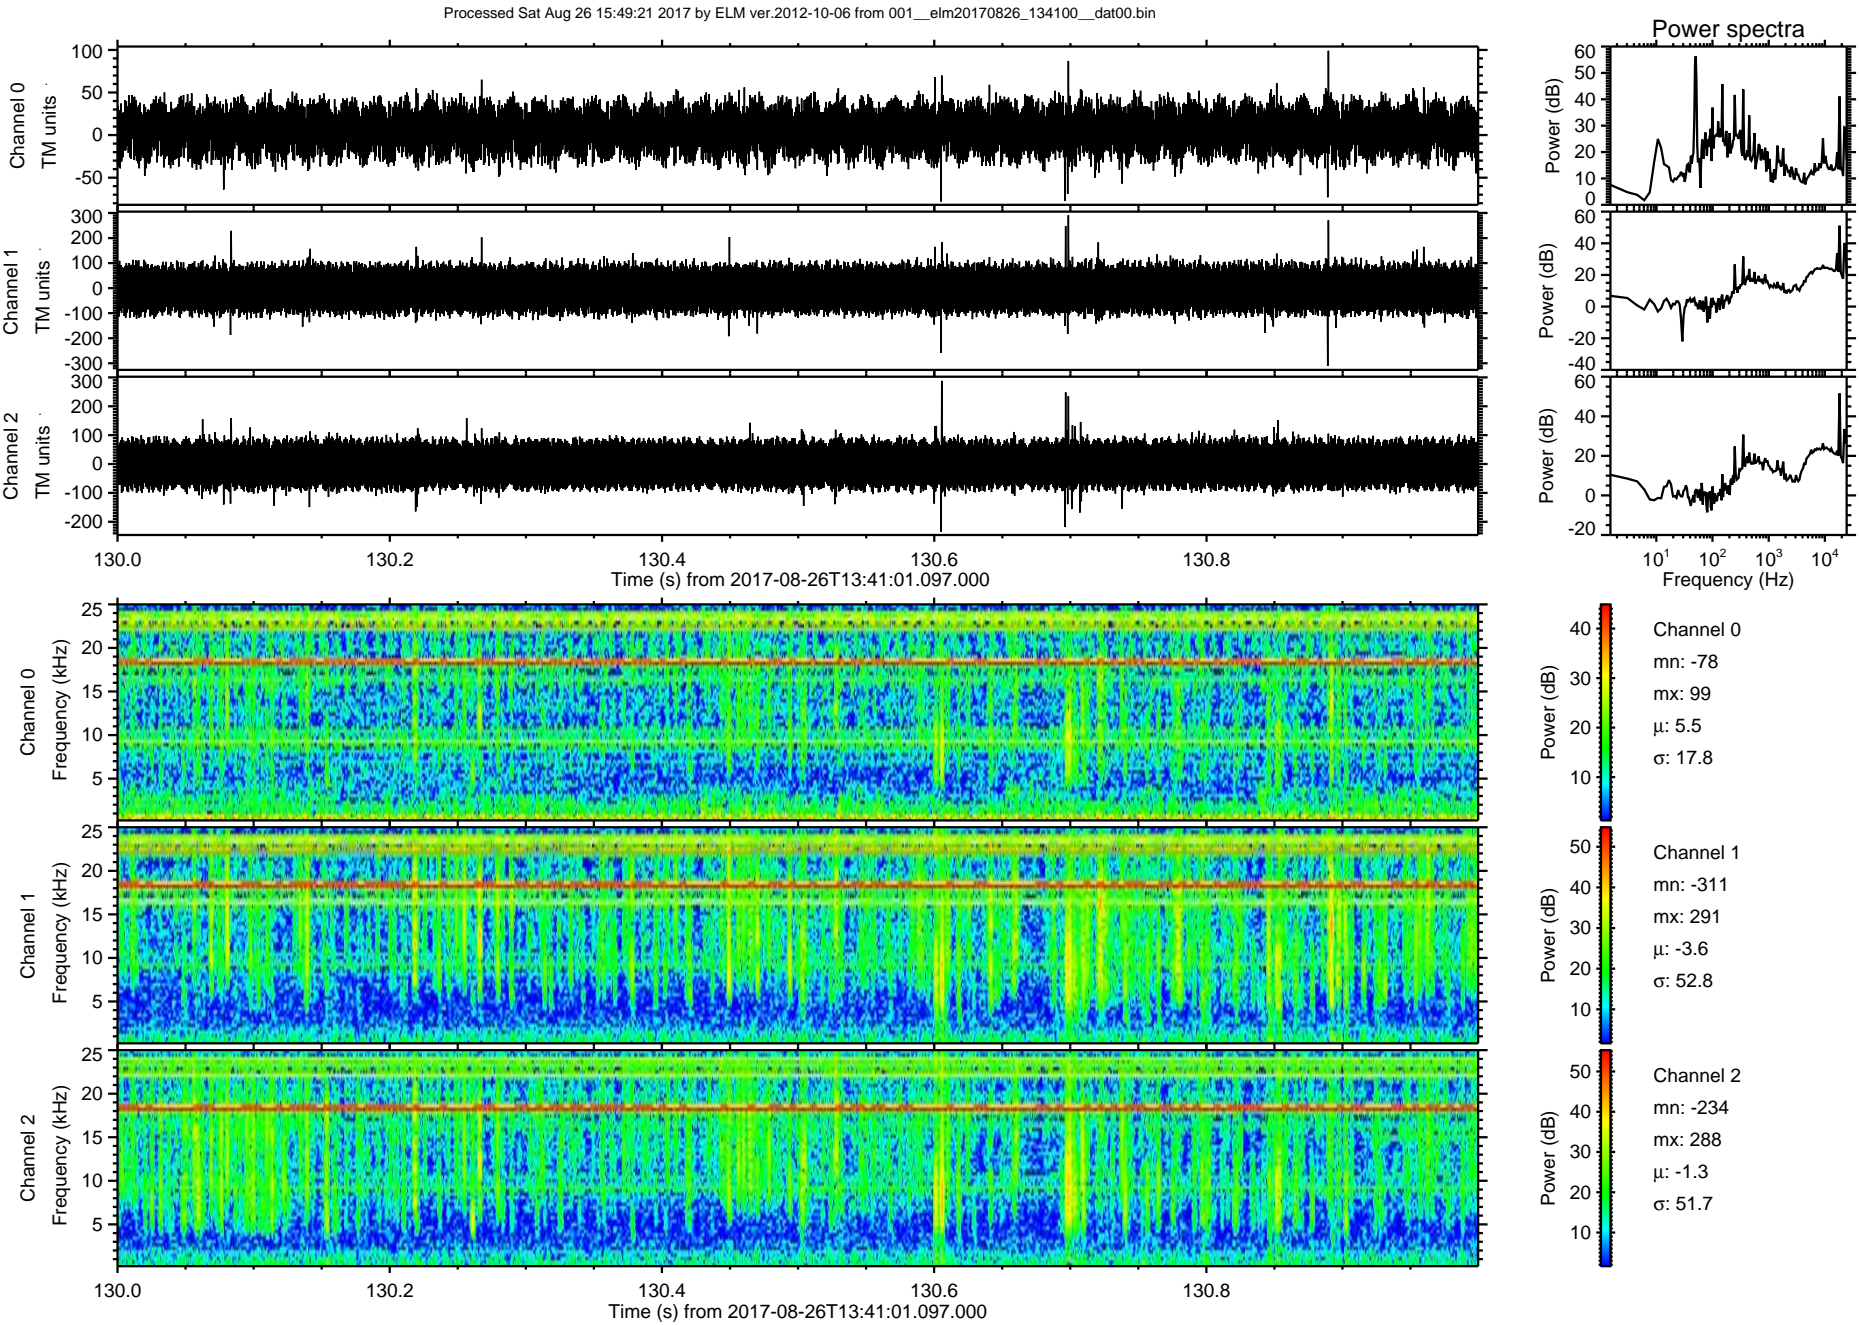 Processed Sat Aug 26 15:49:21 2017 by ELM ver.2012-10-06 from 001__elm20170826_134100__dat00.bin
Power spectra
Channel 0
TM units
100
50
0
-50
Power (dB)
60
50
40
30
20
10
0
Channel 1
TM units
300
200
100
0
-100
-200
-300
Power (dB)
60
40
20
0
-20
-40
Channel 2
TM units
300
200
100
0
-100
-200
Power (dB)
60
40
20
0
-20
130.0 130.2 130.4 130.6 130.8
Time (s) from 2017-08-26T13:41:01.097.000
10¹ 10² 10³ 10⁴
Frequency (Hz)
Channel 0
Frequency (kHz)
25
20
15
10
5
Power (dB)
40
30
20
10
Channel 0
mn: -78
mx: 99
μ: 5.5
σ: 17.8
Channel 1
Frequency (kHz)
25
20
15
10
5
Power (dB)
50
40
30
20
10
Channel 1
mn: -311
mx: 291
μ: -3.6
σ: 52.8
Channel 2
Frequency (kHz)
25
20
15
10
5
Power (dB)
50
40
30
20
10
Channel 2
mn: -234
mx: 288
μ: -1.3
σ: 51.7
130.0 130.2 130.4 130.6 130.8
Time (s) from 2017-08-26T13:41:01.097.000